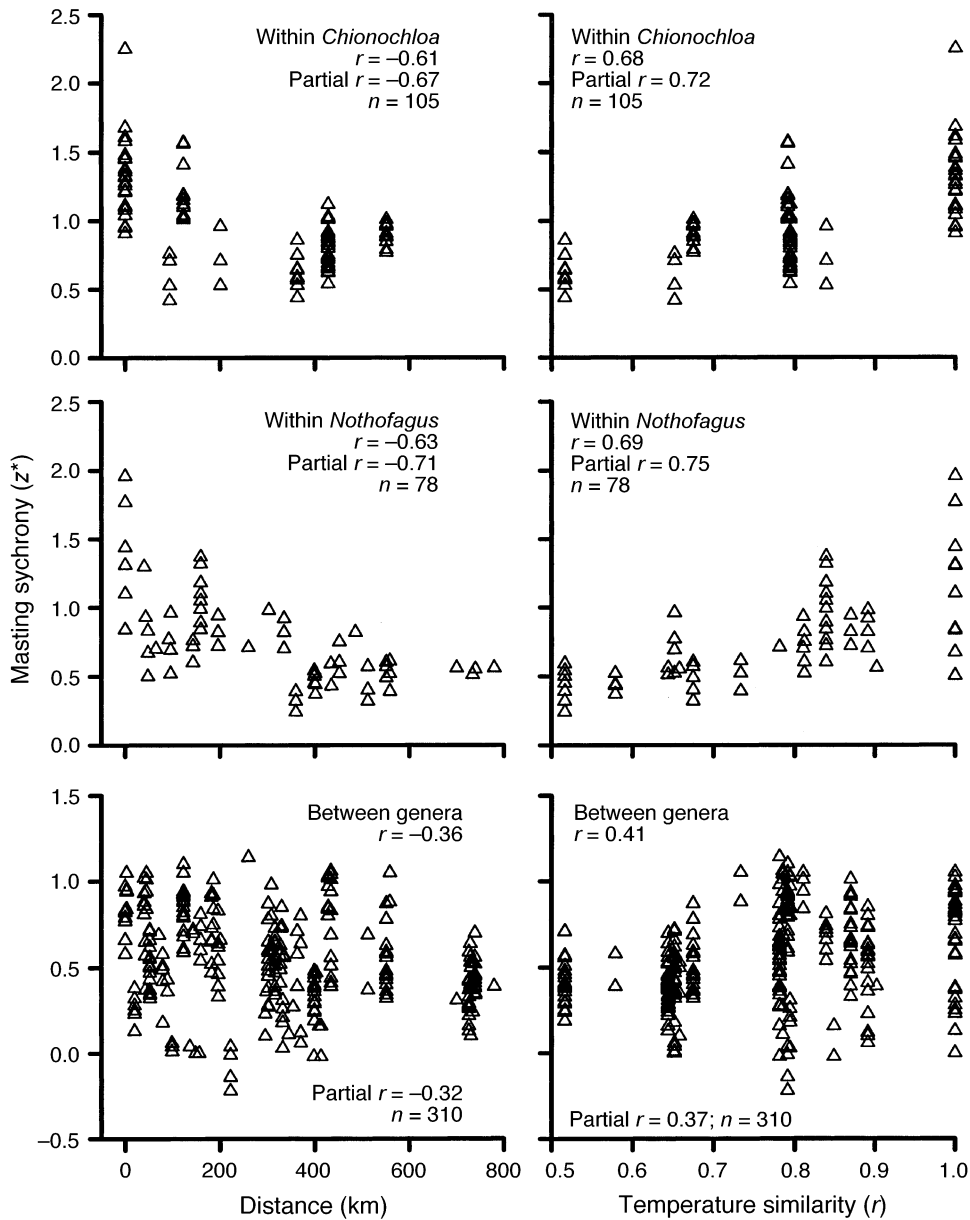 2.5
2.0
1.5
1.0
0.5
0.0
Within Chionochloa
r = –0.61
Partial r = –0.67
n = 105
Within Chionochloa
r = 0.68
Partial r = 0.72
n = 105
Masting sychrony (z*)
2.5
2.0
1.5
1.0
0.5
0.0
Within Nothofagus
r = –0.63
Partial r = –0.71
n = 78
Within Nothofagus
r = 0.69
Partial r = 0.75
n = 78
1.5
1.0
0.5
0.0
–0.5
Between genera
r = –0.36
Partial r = –0.32
n = 310
Between genera
r = 0.41
Partial r = 0.37; n = 310
0 200 400 600 800
Distance (km)
0.5 0.6 0.7 0.8 0.9 1.0
Temperature similarity (r)